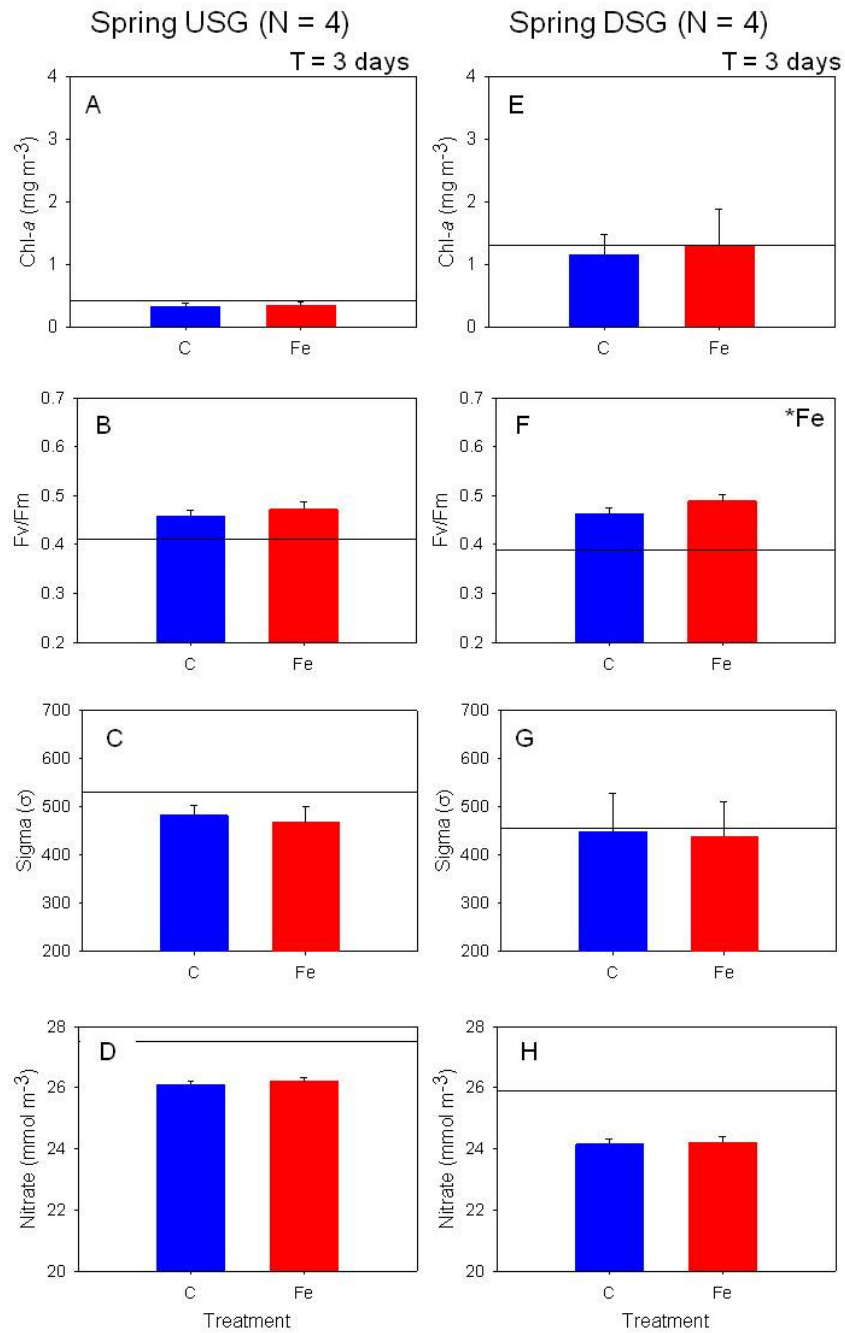 Spring USG (N = 4)
T = 3 days
A
Chl-a (mg m-3)
4
3
2
1
0
C Fe
B
Fv/Fm
0.7
0.6
0.5
0.4
0.3
0.2
C Fe
C
Sigma (σ)
700
600
500
400
300
200
C Fe
D
Nitrate (mmol m-3)
28
26
24
22
20
C Fe
Treatment
Spring DSG (N = 4)
T = 3 days
E
Chl-a (mg m-3)
4
3
2
1
0
C Fe
F
*Fe
Fv/Fm
0.7
0.6
0.5
0.4
0.3
0.2
C Fe
G
Sigma (σ)
700
600
500
400
300
200
C Fe
H
Nitrate (mmol m-3)
28
26
24
22
20
C Fe
Treatment